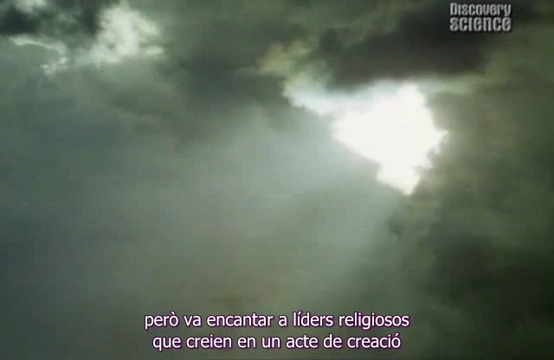 Discovery
SCIENCE
però va encantar a líders religiosos
que creien en un acte de creació